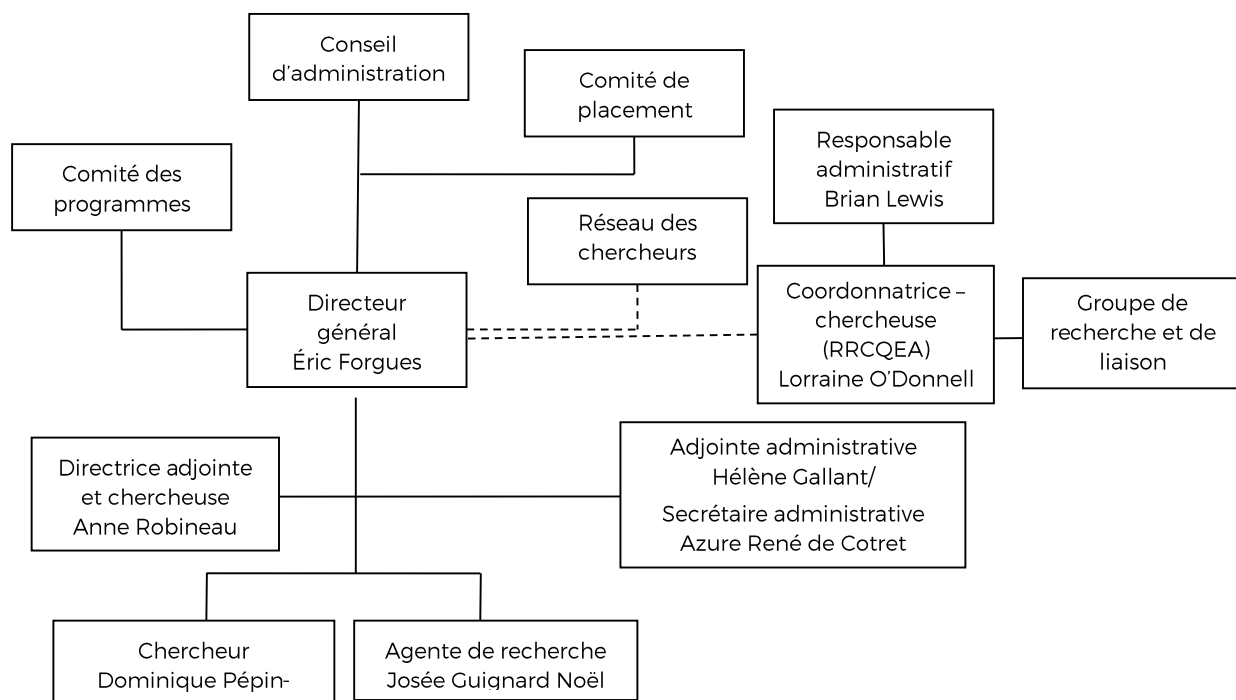 Conseil
d’administration
Comité de
placement
Responsable
administratif
Brian Lewis
Comité des
programmes
Réseau des
chercheurs
Directeur
général
Éric Forgues
Coordonnatrice –
chercheuse
(RRCQEA)
Lorraine O’Donnell
Groupe de
recherche et de
liaison
Directrice adjointe
et chercheuse
Anne Robineau
Adjointe administrative
Hélène Gallant/
Secrétaire administrative
Azure René de Cotret
Chercheur
Dominique Pépin-
Agente de recherche
Josée Guignard Noël